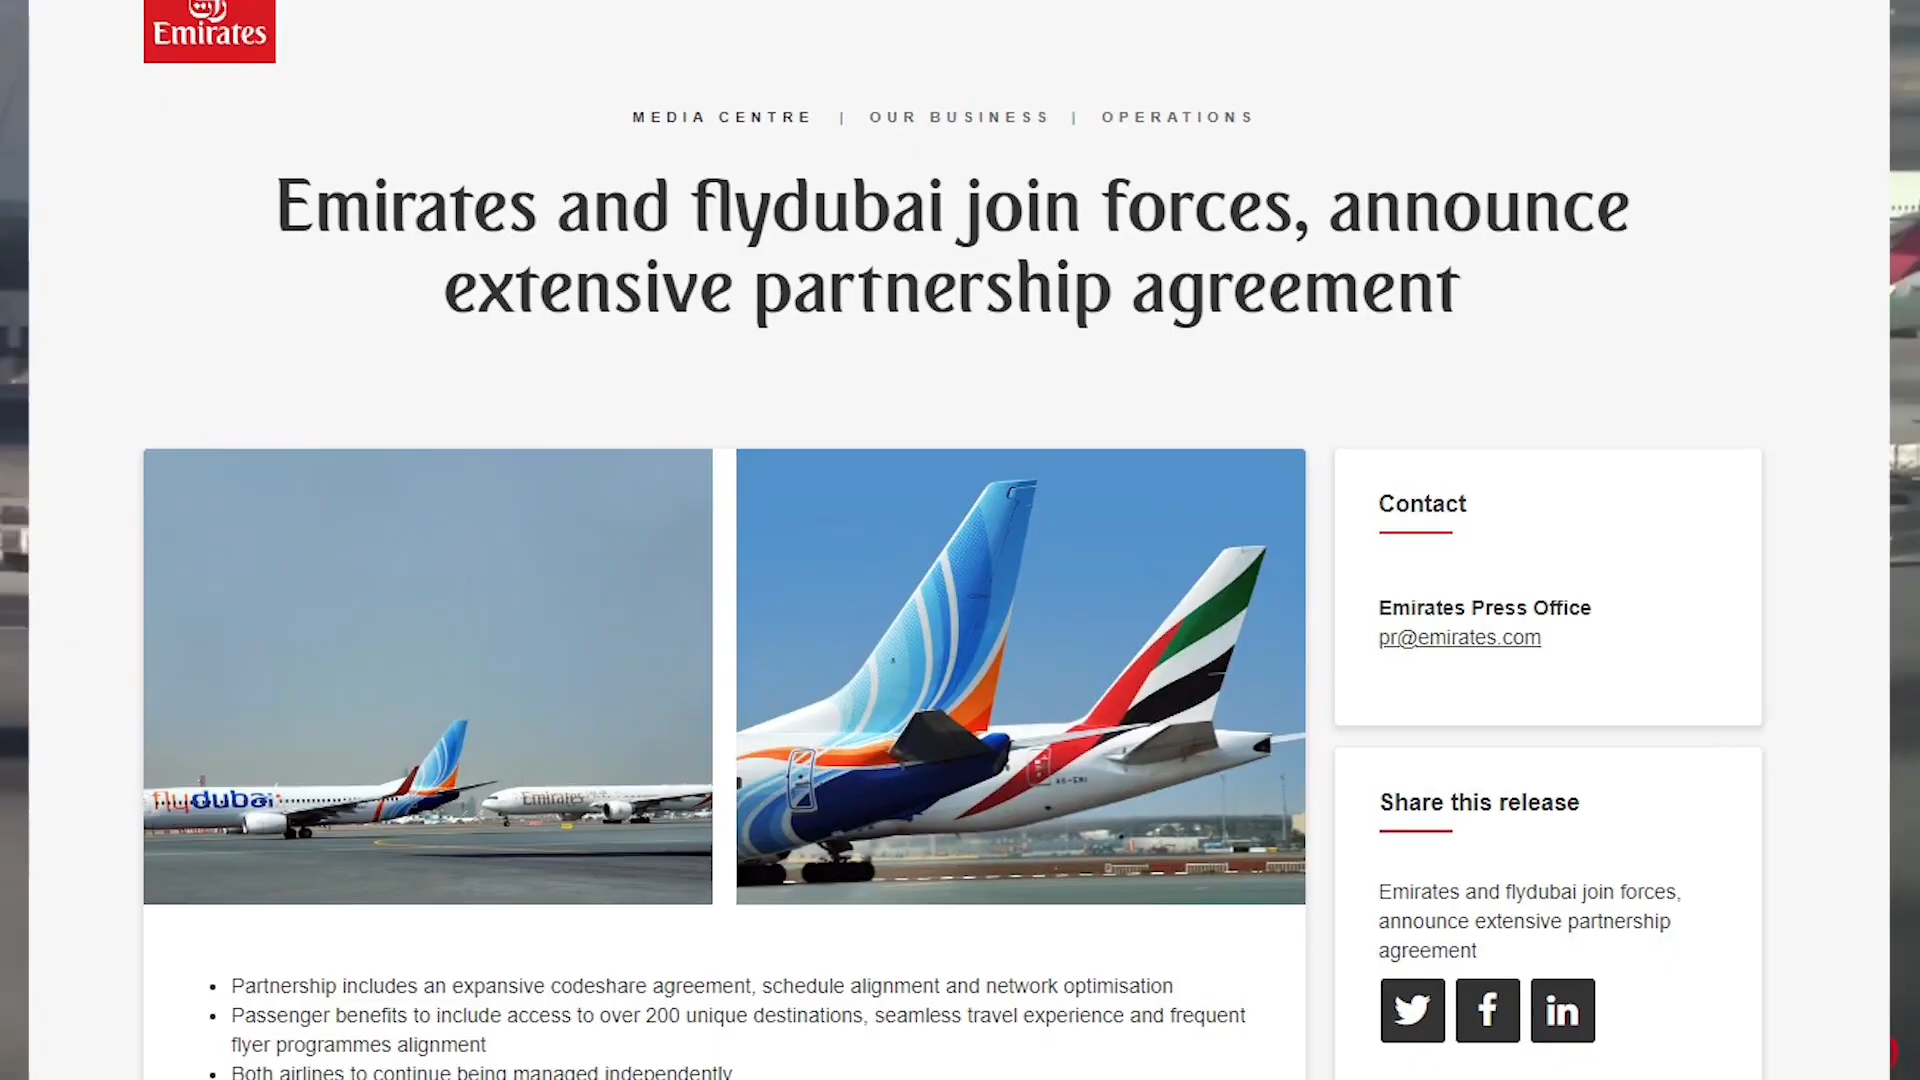 Emirates
MEDIA CENTRE | OUR BUSINESS | OPERATIONS
Emirates and flydubai join forces, announce
extensive partnership agreement
flydubai
Emirates
Contact
Emirates Press Office
pr@emirates.com
Share this release
Emirates and flydubai join forces,
announce extensive partnership
agreement
• Partnership includes an expansive codeshare agreement, schedule alignment and network optimisation
• Passenger benefits to include access to over 200 unique destinations, seamless travel experience and frequent
flyer programmes alignment
• Both airlines to continue being managed independently